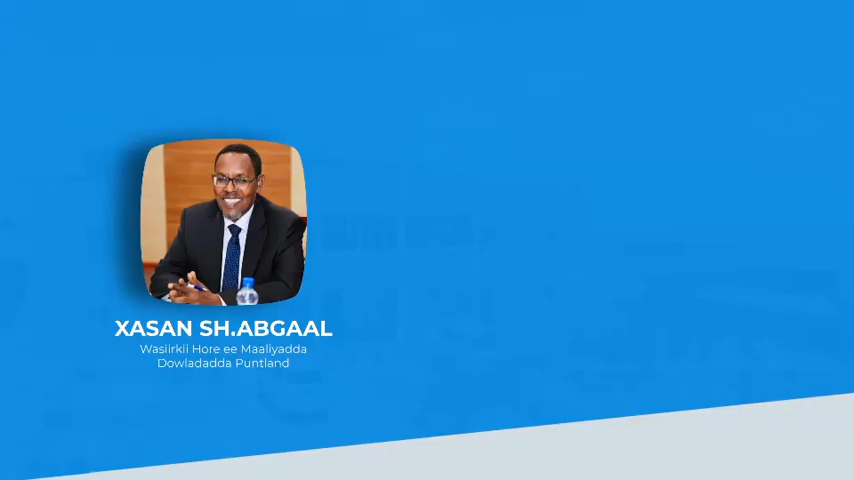 XASAN SH.ABGAAL
Wasiirkii Hore ee Maaliyadda
Dowladadda Puntland